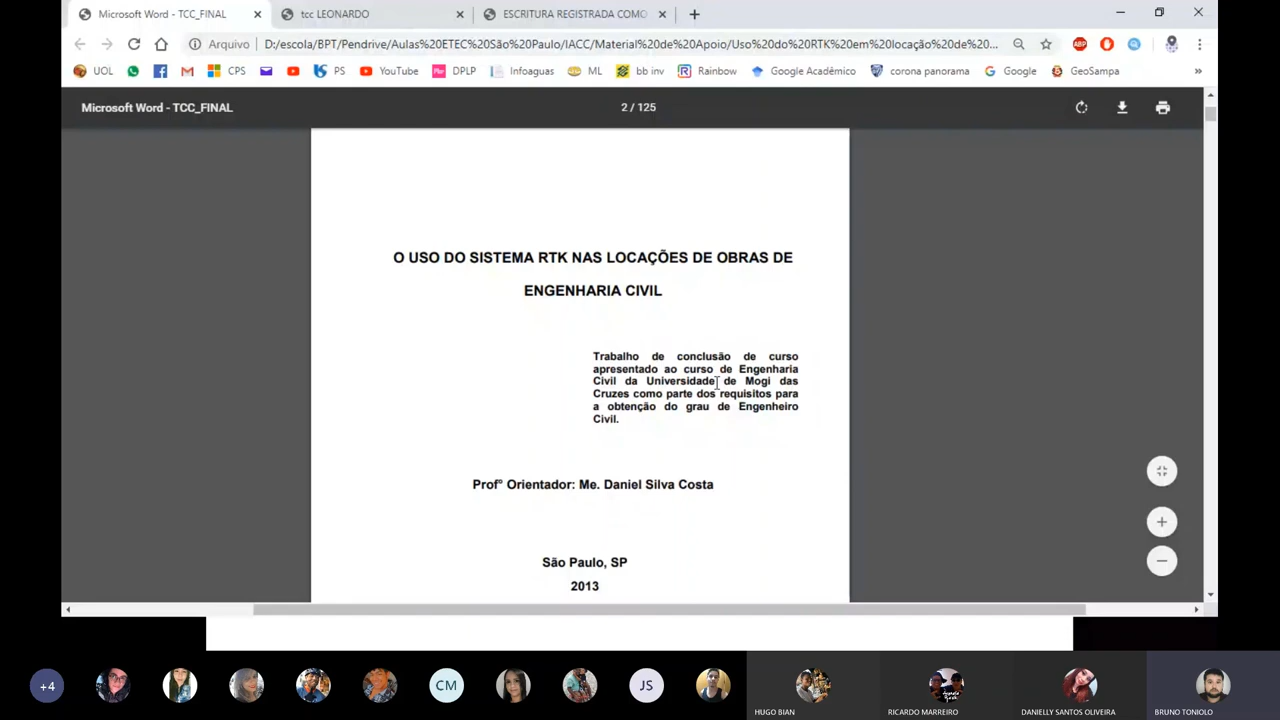 Microsoft Word - TCC_FINAL
tcc LEONARDO
ESCRITURA REGISTRADA COMO
Arquivo
D:/escola/BPT/Pendrive/Aulas%20ETEC%20São%20Paulo/IACC/Material%20de%20Apoio/Uso%20do%20RTK%20em%20locação%20de%20...
ABP
UOL
CPS
PS
YouTube
DPLP
Infoaguas
ML
bb inv
Rainbow
Google Acadêmico
corona panorama
Google
GeoSampa
»
Microsoft Word - TCC_FINAL
2 / 125
O USO DO SISTEMA RTK NAS LOCAÇÕES DE OBRAS DE
ENGENHARIA CIVIL
Trabalho de conclusão de curso
apresentado ao curso de Engenharia
Civil da Universidade de Mogi das
Cruzes como parte dos requisitos para
a obtenção do grau de Engenheiro
Civil.
Prof° Orientador: Me. Daniel Silva Costa
São Paulo, SP
2013
+4
CM
JS
HUGO BIAN
RICARDO MARREIRO
DANIELLY SANTOS OLIVEIRA
BRUNO TONIOLO